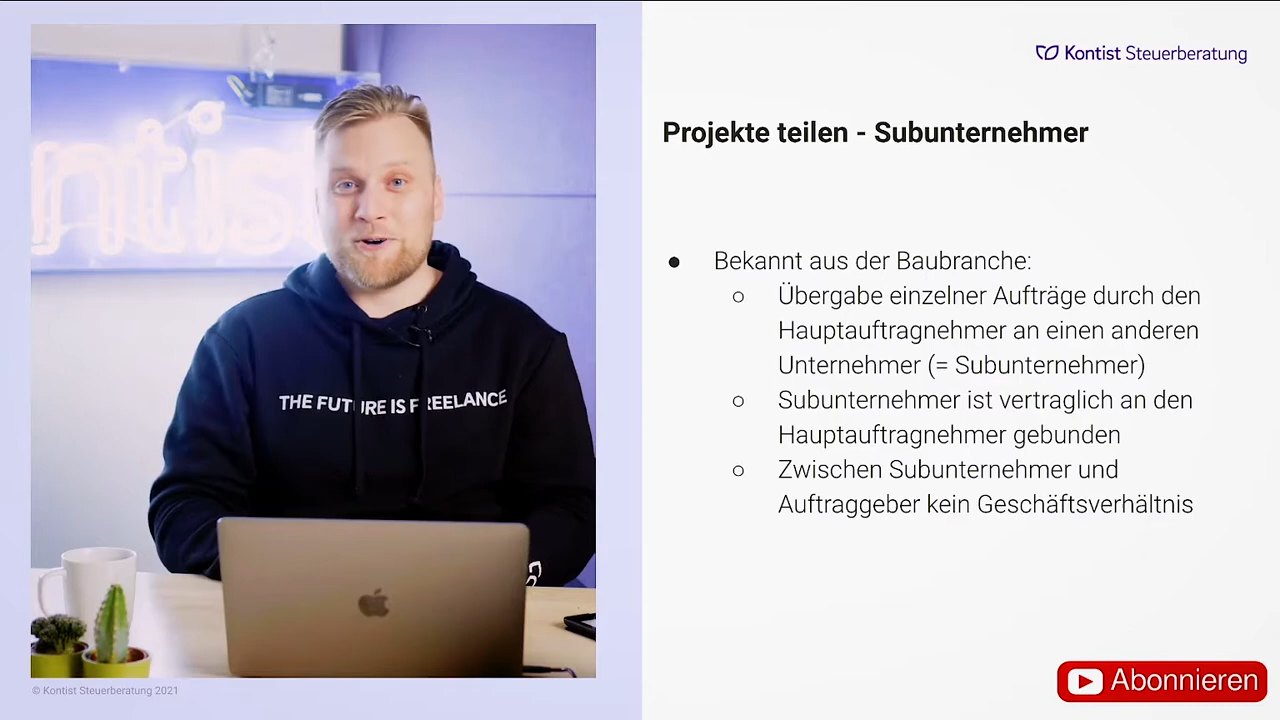 Kontist Steuerberatung
Projekte teilen - Subunternehmer
● Bekannt aus der Baubranche:
○ Übergabe einzelner Aufträge durch den
Hauptauftragnehmer an einen anderen
Unternehmer (= Subunternehmer)
○ Subunternehmer ist vertraglich an den
Hauptauftragnehmer gebunden
○ Zwischen Subunternehmer und
Auftraggeber kein Geschäftsverhältnis
THE FUTURE IS FREELANCE
© Kontist Steuerberatung 2021
Abonnieren